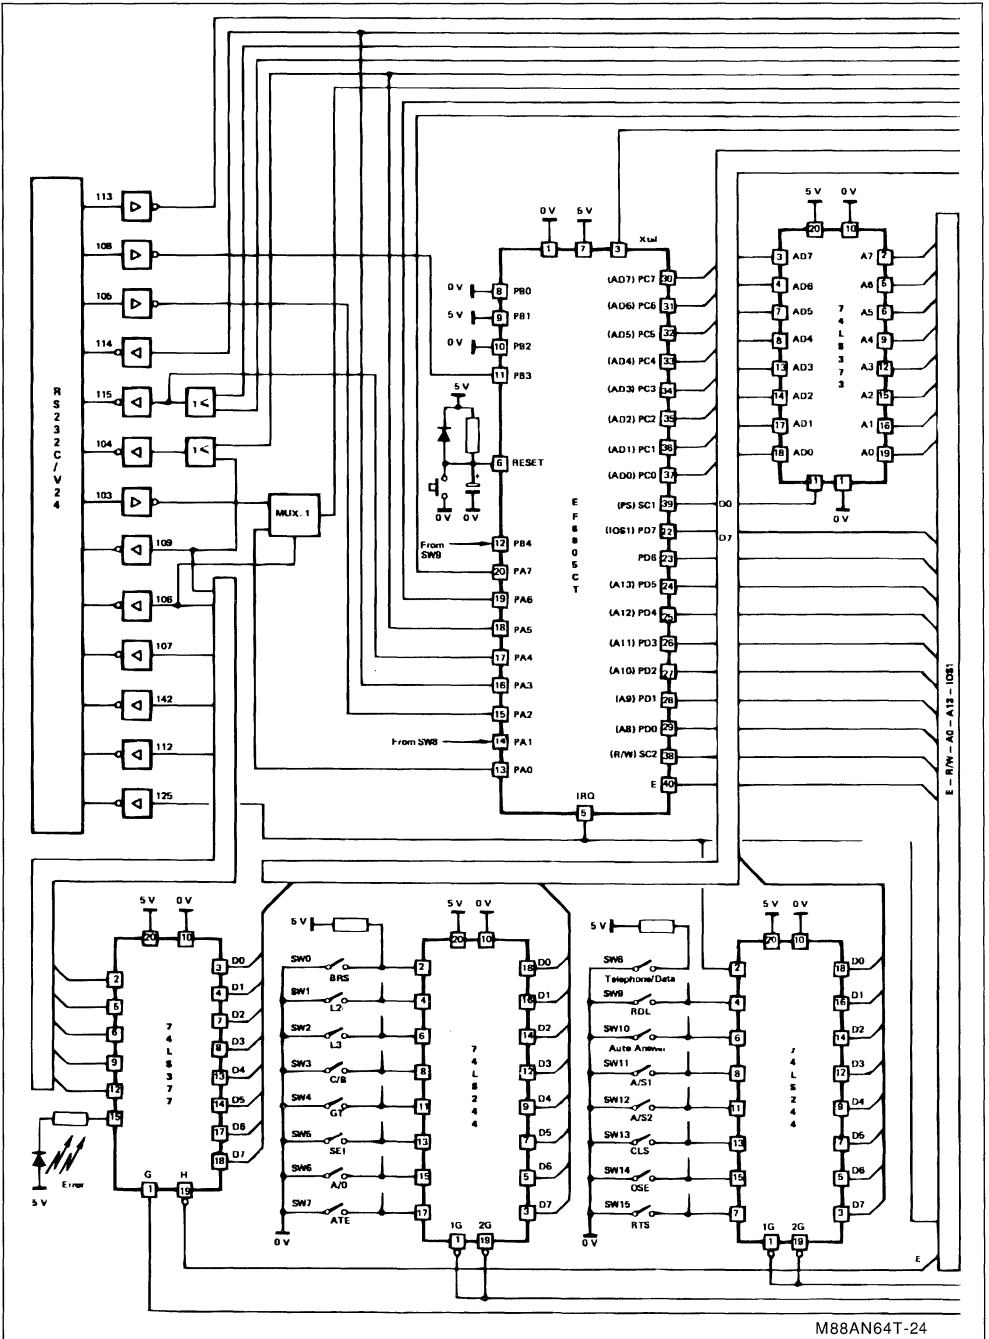 RS232C/V24
113
108
105
114
115
104
103
109
106
107
142
112
125
1≤
1≤
MUX. 1
0 V
5 V
Xtal
1
7
3
0 V
8 PB0
5 V
9 PB1
0 V
10 PB2
11 PB3
5 V
6 RESET
0 V
0 V
From SW9
12 PB4
20 PA7
19 PA6
18 PA5
17 PA4
16 PA3
15 PA2
From SW8
14 PA1
13 PA0
EF6805CT
(AD7) PC7 30
(AD6) PC6 31
(AD5) PC5 32
(AD4) PC4 33
(AD3) PC3 34
(AD2) PC2 35
(AD1) PC1 36
(AD0) PC0 37
(PS) SC1 39
(IOS1) PD7 22
PD6 23
(A13) PD5 24
(A12) PD4 25
(A11) PD3 26
(A10) PD2 27
(A9) PD1 28
(A8) PD0 29
(R/W) SC2 38
E 40
IRQ
5
D0
D7
5 V
0 V
20
10
3 AD7
4 AD6
7 AD5
8 AD4
13 AD3
14 AD2
17 AD1
18 AD0
74LS373
A7 2
A6 5
A5 6
A4 9
A3 12
A2 15
A1 16
A0 19
11
1
0 V
E – R/W – A0 – A13 – IOS1
5 V
0 V
20
10
2
5
6
9
12
15
74LS377
3 D0
4 D1
7 D2
8 D3
13 D4
14 D5
17 D6
18 D7
G
H
1
19
Error
5 V
5 V
SW0
BRS
SW1
L2
SW2
L3
SW3
C/B
SW4
GT
SW5
SEI
SW6
A/0
SW7
ATE
0 V
5 V
0 V
20
10
2
4
6
8
11
13
15
17
74LS244
18 D0
16 D1
14 D2
12 D3
9 D4
7 D5
5 D6
3 D7
1G
2G
1
19
5 V
SW8
Telephone/Data
SW9
RDL
SW10
Auto Answer
SW11
A/S1
SW12
A/S2
SW13
CLS
SW14
OSE
SW15
RTS
0 V
5 V
0 V
20
10
2
4
6
8
11
13
15
7
74LS244
18 D0
16 D1
14 D2
12 D3
9 D4
7 D5
5 D6
3 D7
1G
2G
1
19
E
M88AN64T-24